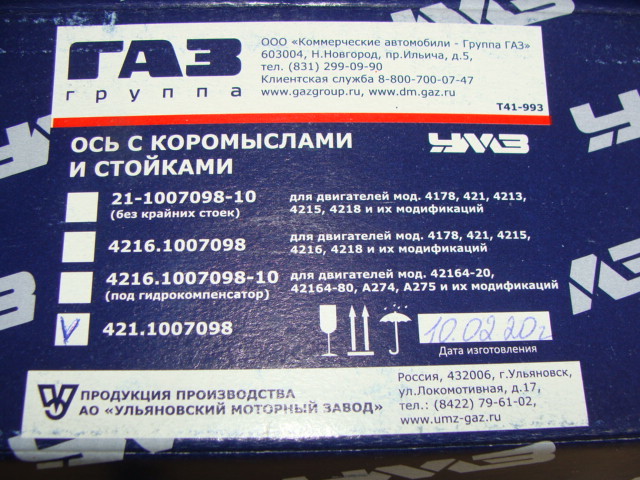 ГАЗ
группа
ООО «Коммерческие автомобили - Группа ГАЗ»
603004, Н.Новгород, пр.Ильича, д.5,
тел. (831) 299-09-90
Клиентская служба 8-800-700-07-47
www.gazgroup.ru, www.dm.gaz.ru
Т41-993
ОСЬ С КОРОМЫСЛАМИ
И СТОЙКАМИ
УМЗ
21-1007098-10
(без крайних стоек)
для двигателей мод. 4178, 421, 4213,
4215, 4218 и их модификаций
4216.1007098
для двигателей мод. 4178, 421, 4215,
4216, 4218 и их модификаций
4216.1007098-10
(под гидрокомпенсатор)
для двигателей мод. 42164-20,
42164-80, А274, А275 и их модификаций
421.1007098
10.02.20г
Дата изготовления
ПРОДУКЦИЯ ПРОИЗВОДСТВА
АО «УЛЬЯНОВСКИЙ МОТОРНЫЙ ЗАВОД»
Россия, 432006, г.Ульяновск,
ул.Локомотивная, д.17,
тел.: (8422) 79-61-02,
www.umz-gaz.ru
УМЗ